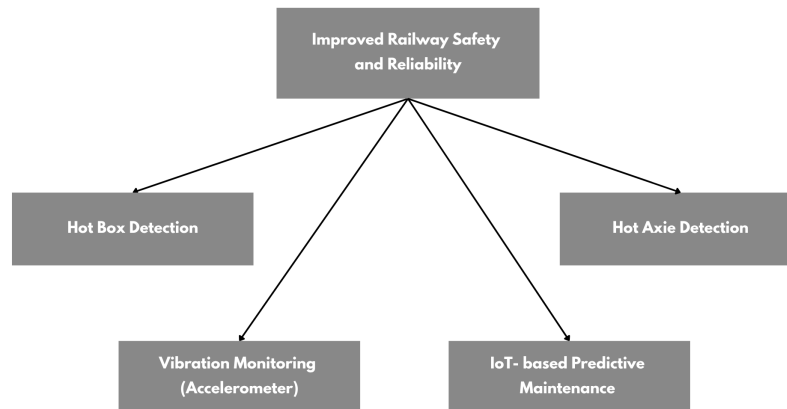 Improved Railway Safety
and Reliability
Hot Box Detection
Hot Axie Detection
Vibration Monitoring
(Accelerometer)
IoT- based Predictive
Maintenance